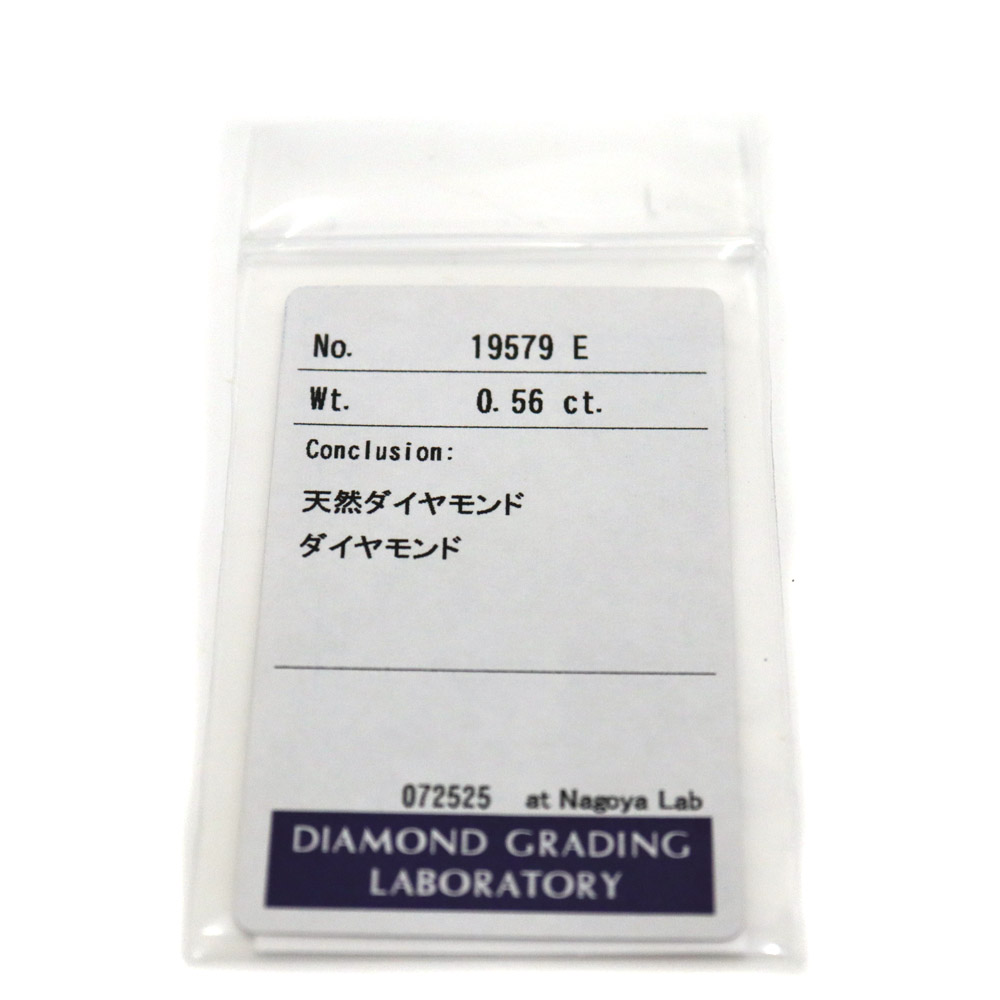 No. 19579 E
Wt. 0.56 ct.
Conclusion:
天然ダイヤモンド
ダイヤモンド
072525 at Nagoya Lab
DIAMOND GRADING
LABORATORY